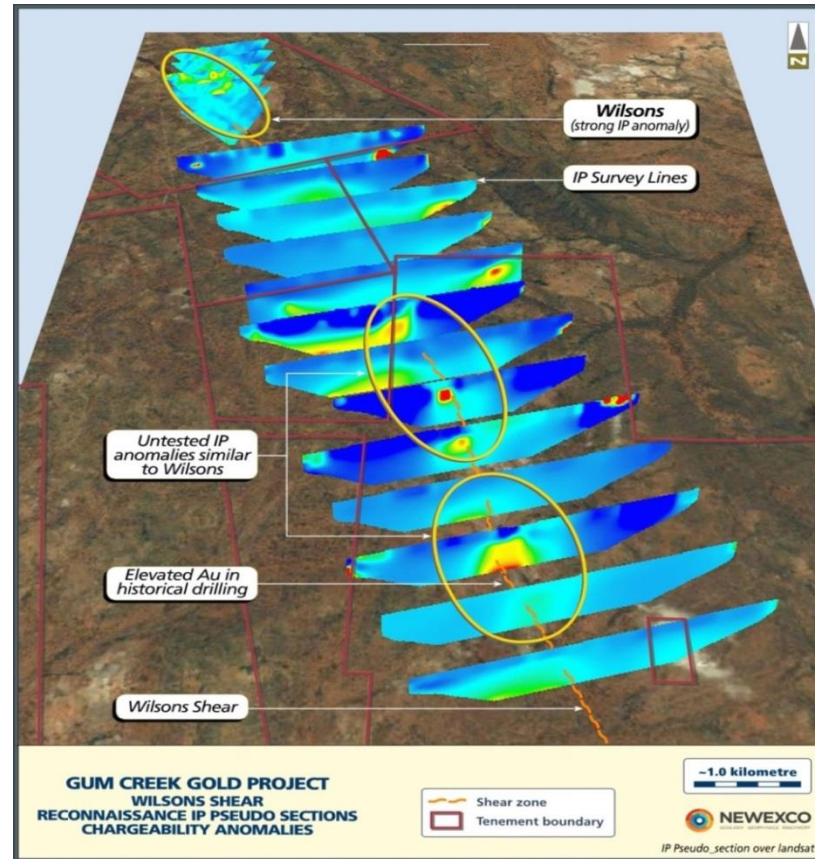 N
Wilsons
(strong IP anomaly)
IP Survey Lines
Untested IP
anomalies similar
to Wilsons
Elevated Au in
historical drilling
Wilsons Shear
GUM CREEK GOLD PROJECT
WILSONS SHEAR
RECONNAISSANCE IP PSEUDO SECTIONS
CHARGEABILITY ANOMALIES
Shear zone
Tenement boundary
~1.0 kilometre
NEWEXCO
IP Pseudo_section over landsat